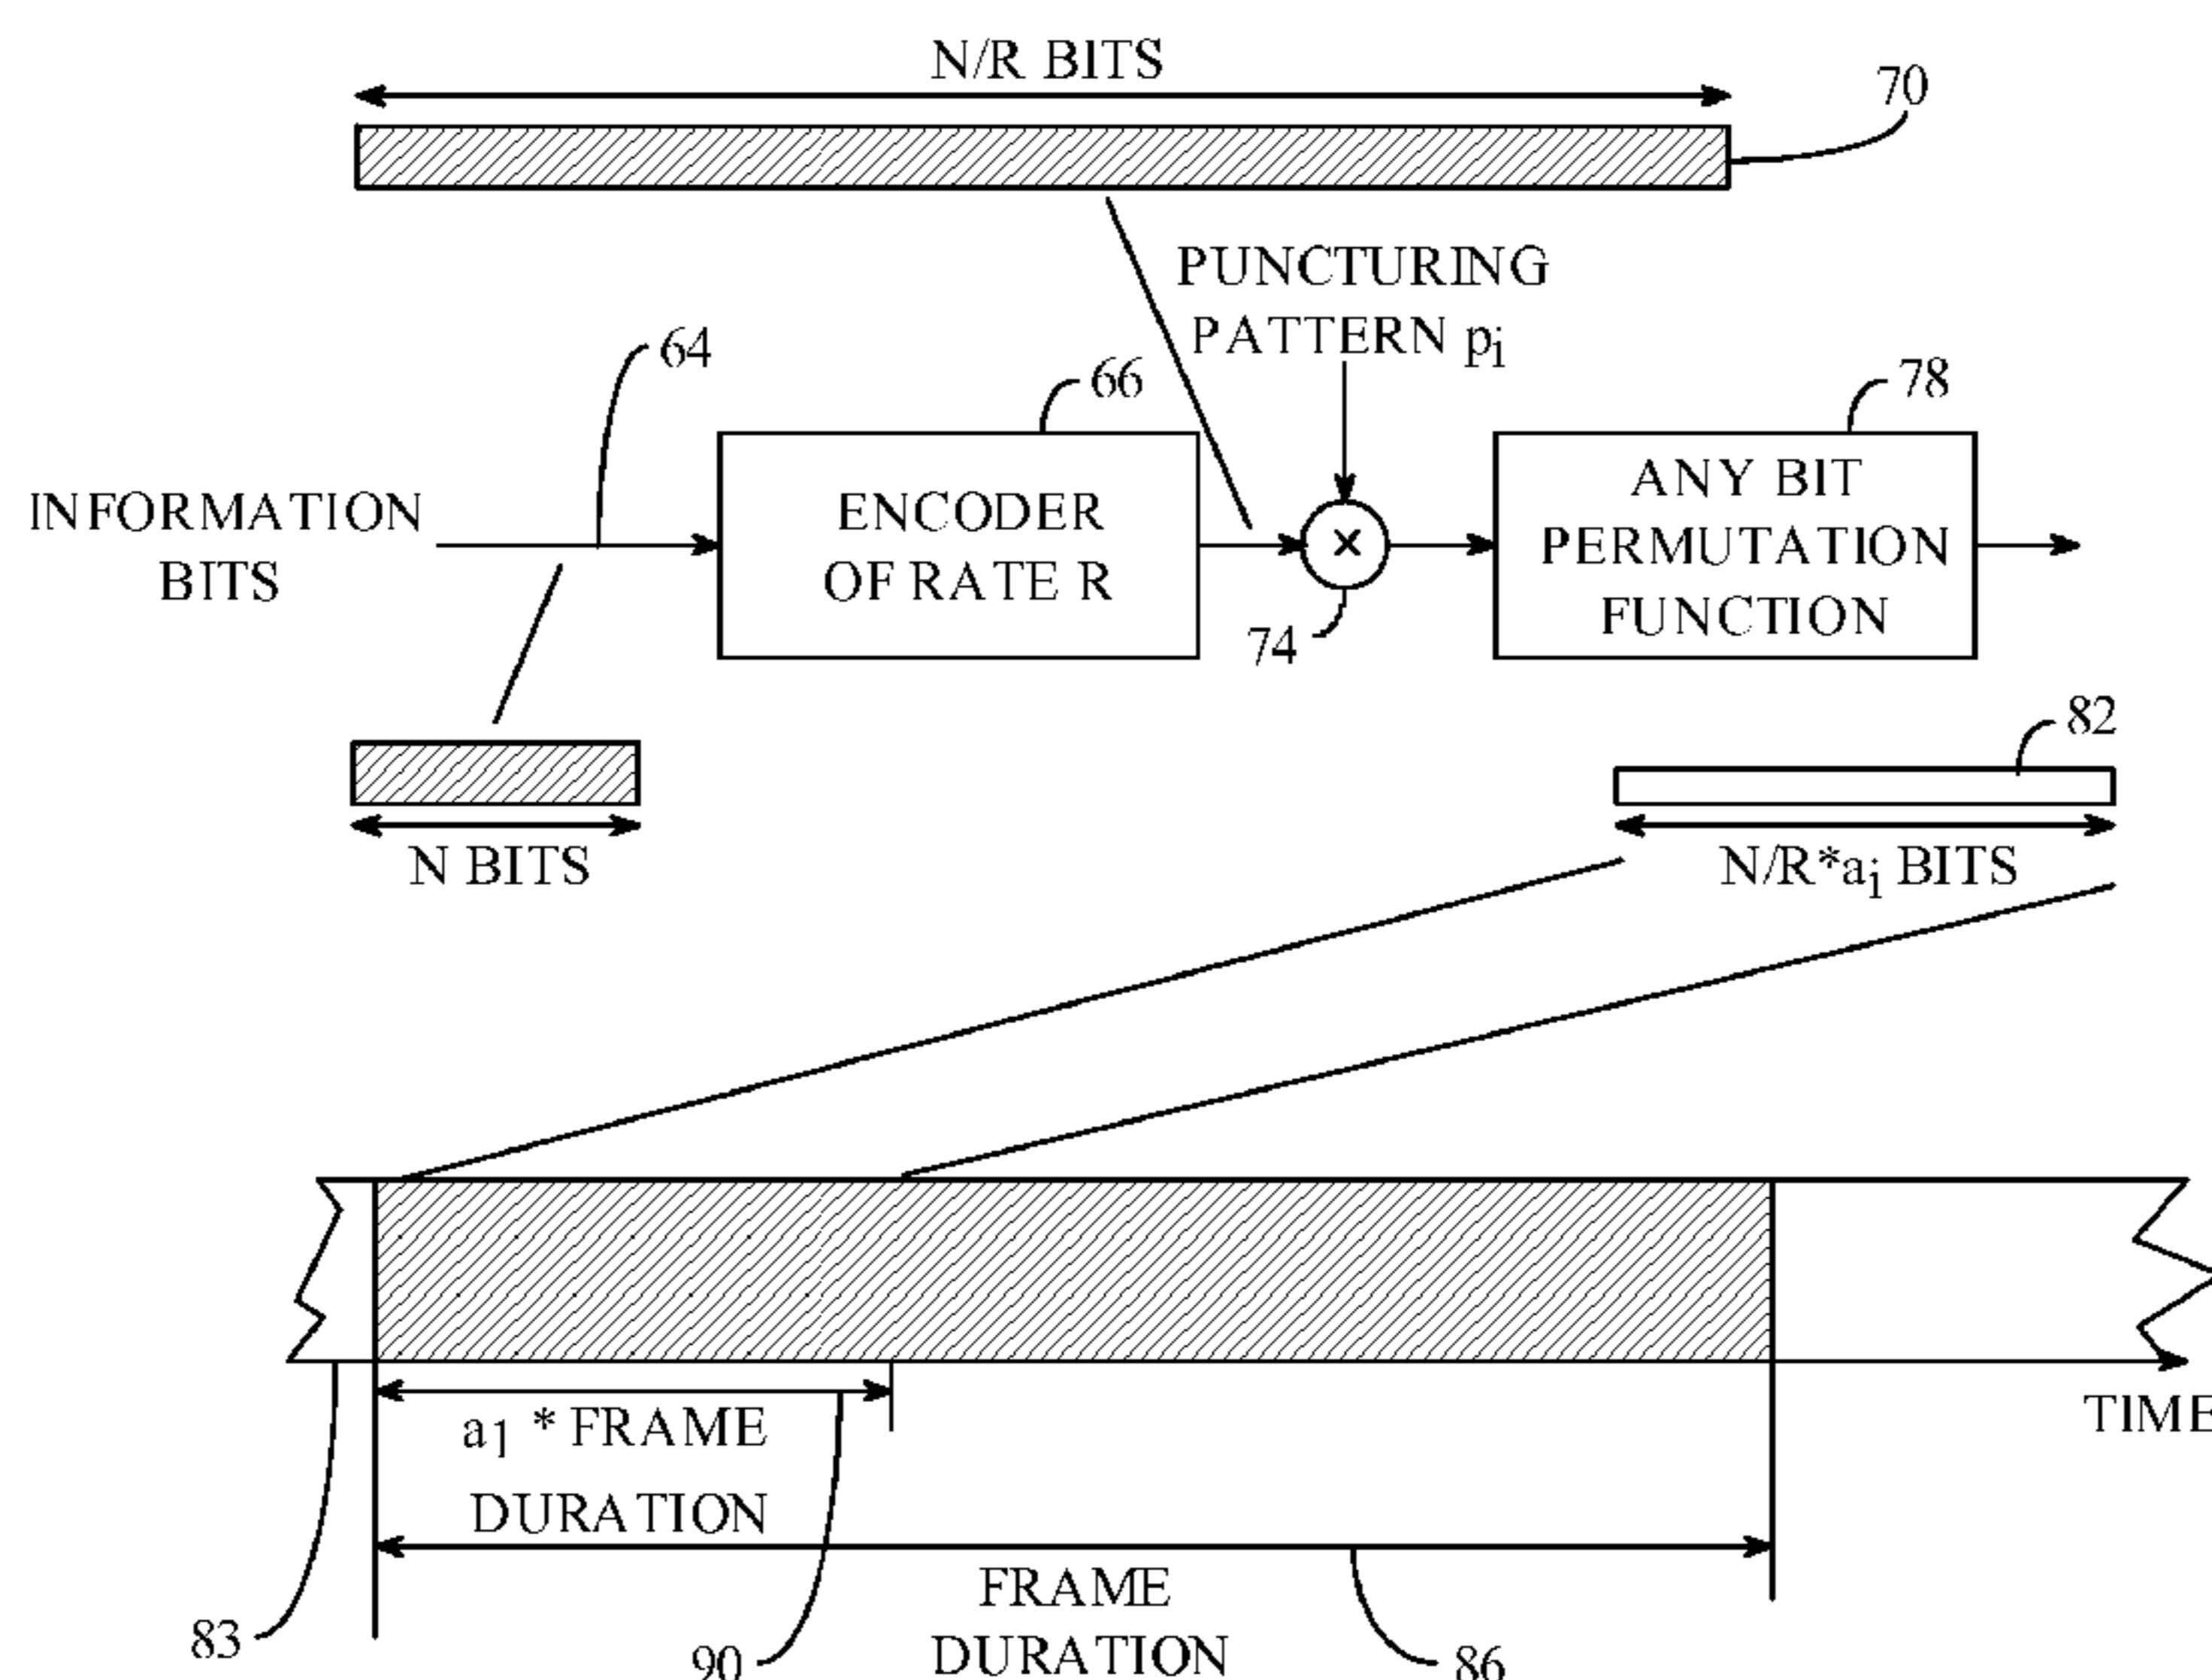 N/R BITS
70
PUNCTURING
PATTERN pi
64
66
78
INFORMATION
BITS
ENCODER
OF RATE R
×
74
ANY BIT
PERMUTATION
FUNCTION
82
N BITS
N/R*ai BITS
a1 * FRAME
DURATION
TIME
FRAME
DURATION
83
90
86